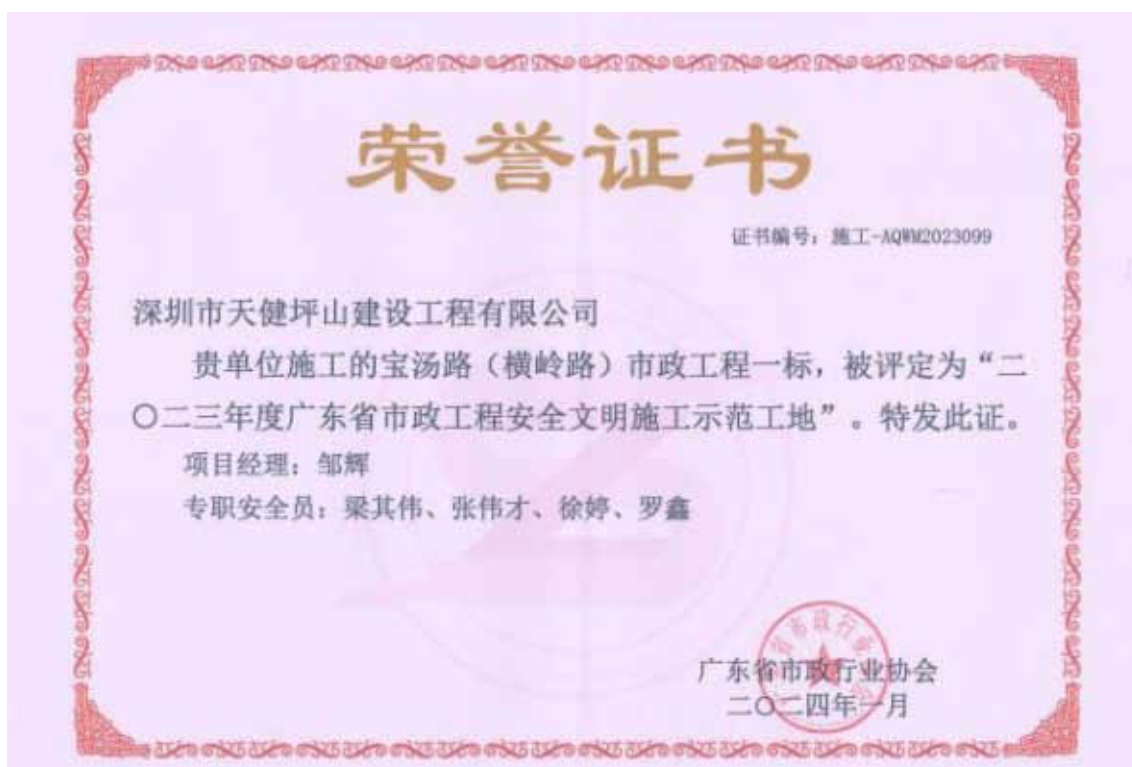 荣誉证书
证书编号：施工-AQWM2023099
深圳市天健坪山建设工程有限公司
贵单位施工的宝汤路（横岭路）市政工程一标，被评定为“二
〇二三年度广东省市政工程安全文明施工示范工地”。特发此证。
项目经理：邹辉
专职安全员：梁其伟、张伟才、徐婷、罗鑫
广东省市政行业协会
二〇二四年一月